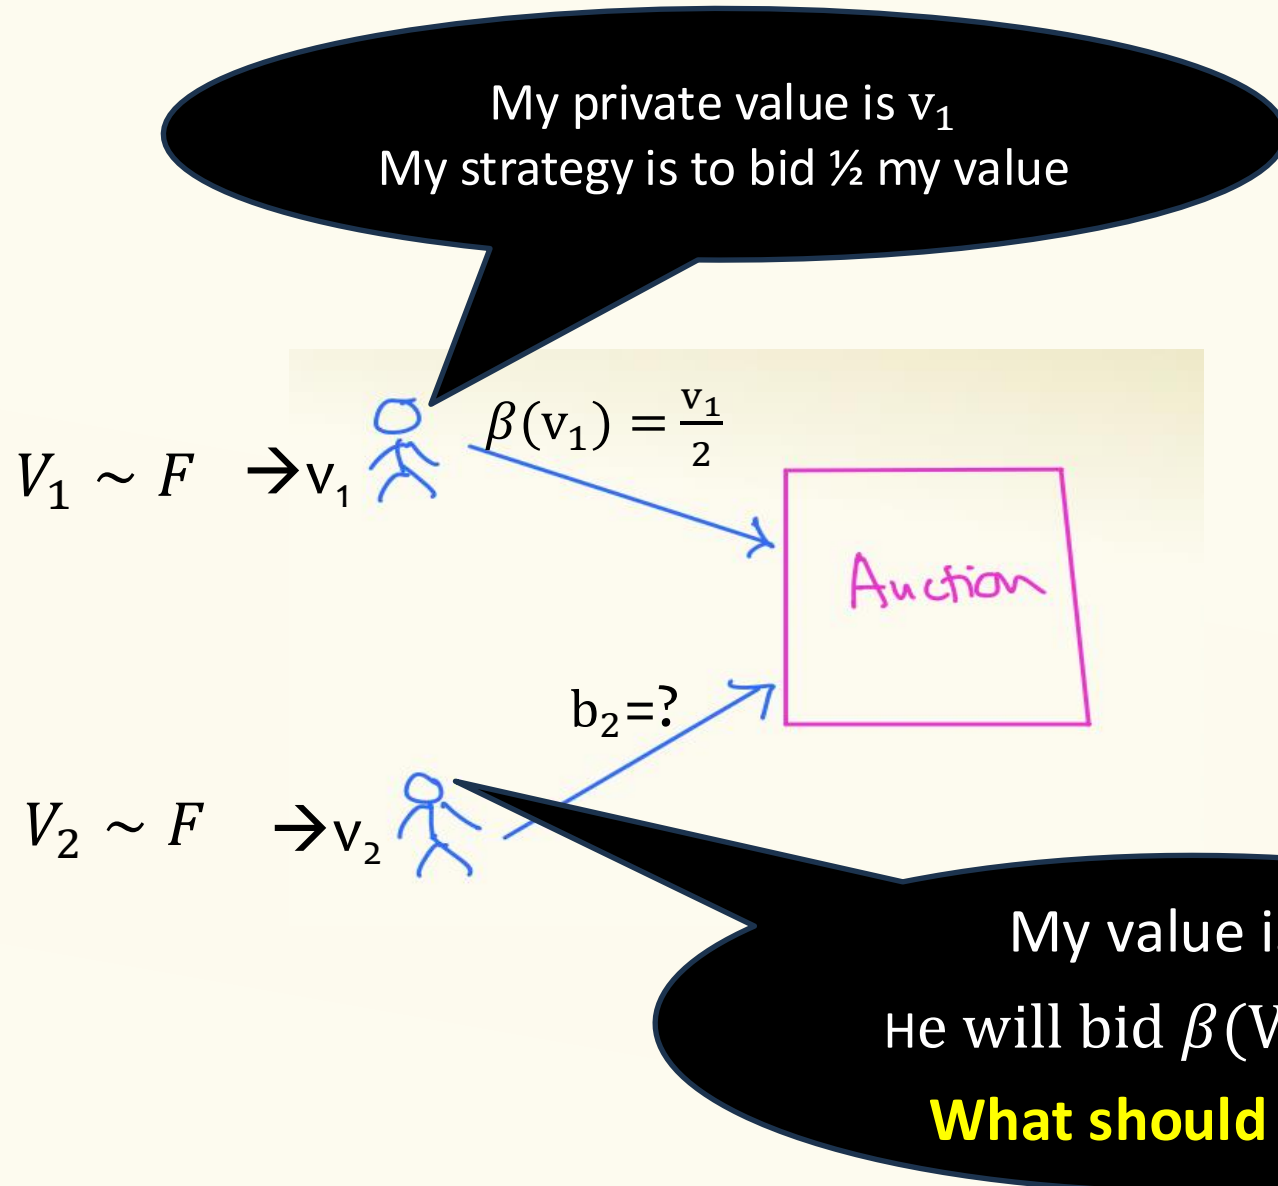 My private value is v₁
My strategy is to bid ½ my value
β(v₁) = v₁/2
V₁ ~ F → v₁
Auction
b₂=?
V₂ ~ F → v₂
My value
He will bid β(V
What should